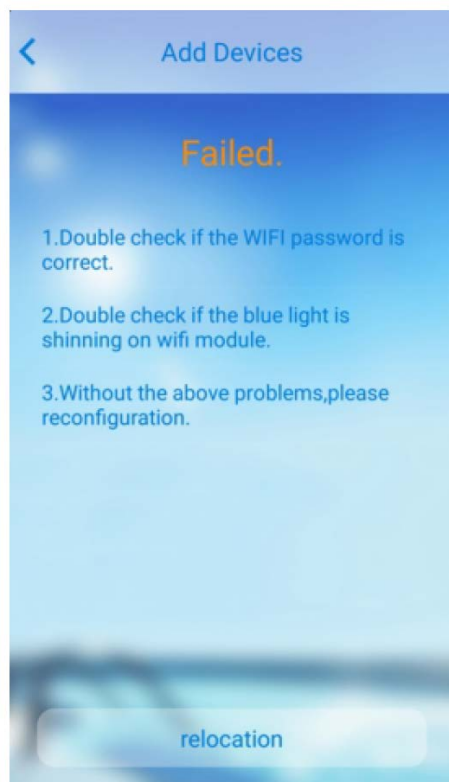 Add Devices
Failed.
1.Double check if the WIFI password is
correct.
2.Double check if the blue light is
shinning on wifi module.
3.Without the above problems,please
reconfiguration.
relocation